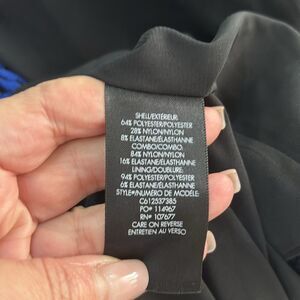 SHELL/EXTÉRIEUR:
64% POLYESTER/POLYESTER
28% NYLON/NYLON
8% ELASTANE/ÉLASTHANNE
COMBO/COMBO:
84% NYLON/NYLON
16% ELASTANE/ÉLASTHANNE
LINING/DOUBLURE:
94% POLYESTER/POLYESTER
6% ELASTANE/ÉLASTHANNE
STYLE#/NUMÉRO DE MODÈLE:
C612537385
PO# 114967
RN# 107677
CARE ON REVERSE
ENTRETIEN AU VERSO